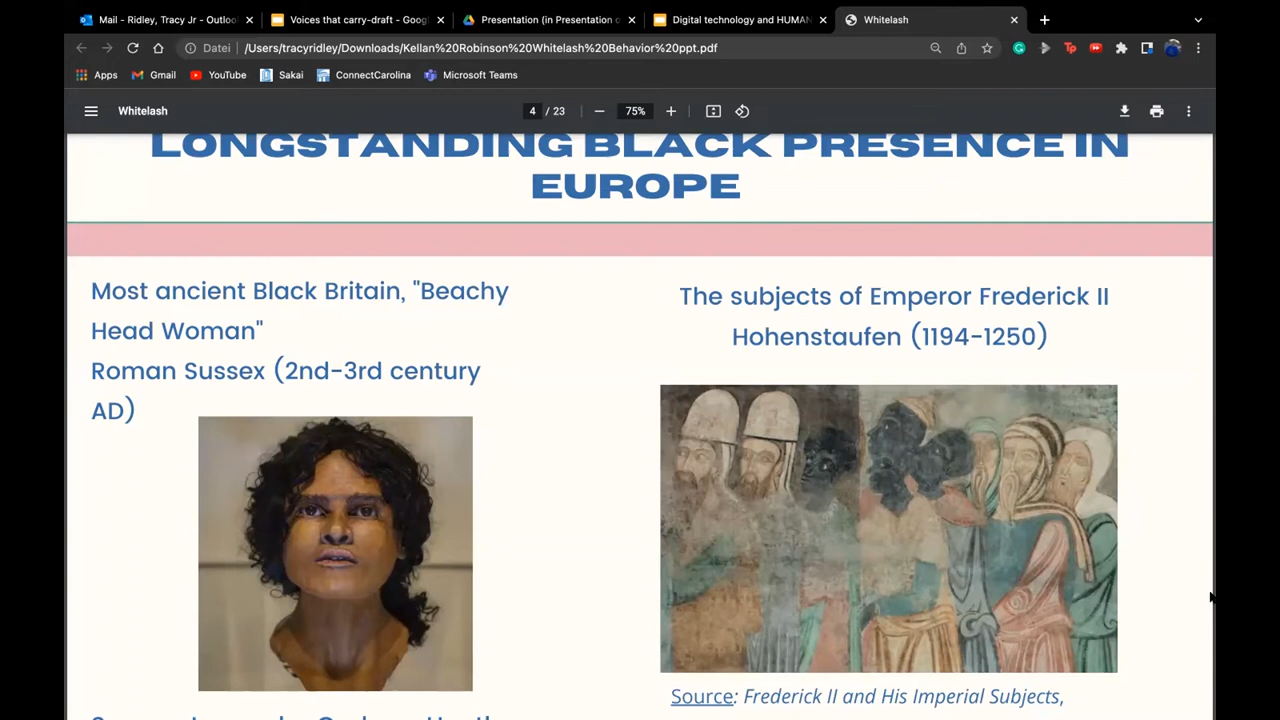 Mail - Ridley, Tracy Jr - Outloo
Voices that carry-draft - Goog
Presentation (in Presentation o
Digital technology and HUMAN
Whitelash
Datei
/Users/tracyridley/Downloads/Kellan%20Robinson%20Whitelash%20Behavior%20ppt.pdf
Apps
Gmail
YouTube
Sakai
ConnectCarolina
Microsoft Teams
Whitelash
4 / 23
75%
LONGSTANDING BLACK PRESENCE IN
EUROPE
Most ancient Black Britain, "Beachy
Head Woman"
Roman Sussex (2nd-3rd century
AD)
The subjects of Emperor Frederick II
Hohenstaufen (1194-1250)
Source: Frederick II and His Imperial Subjects,